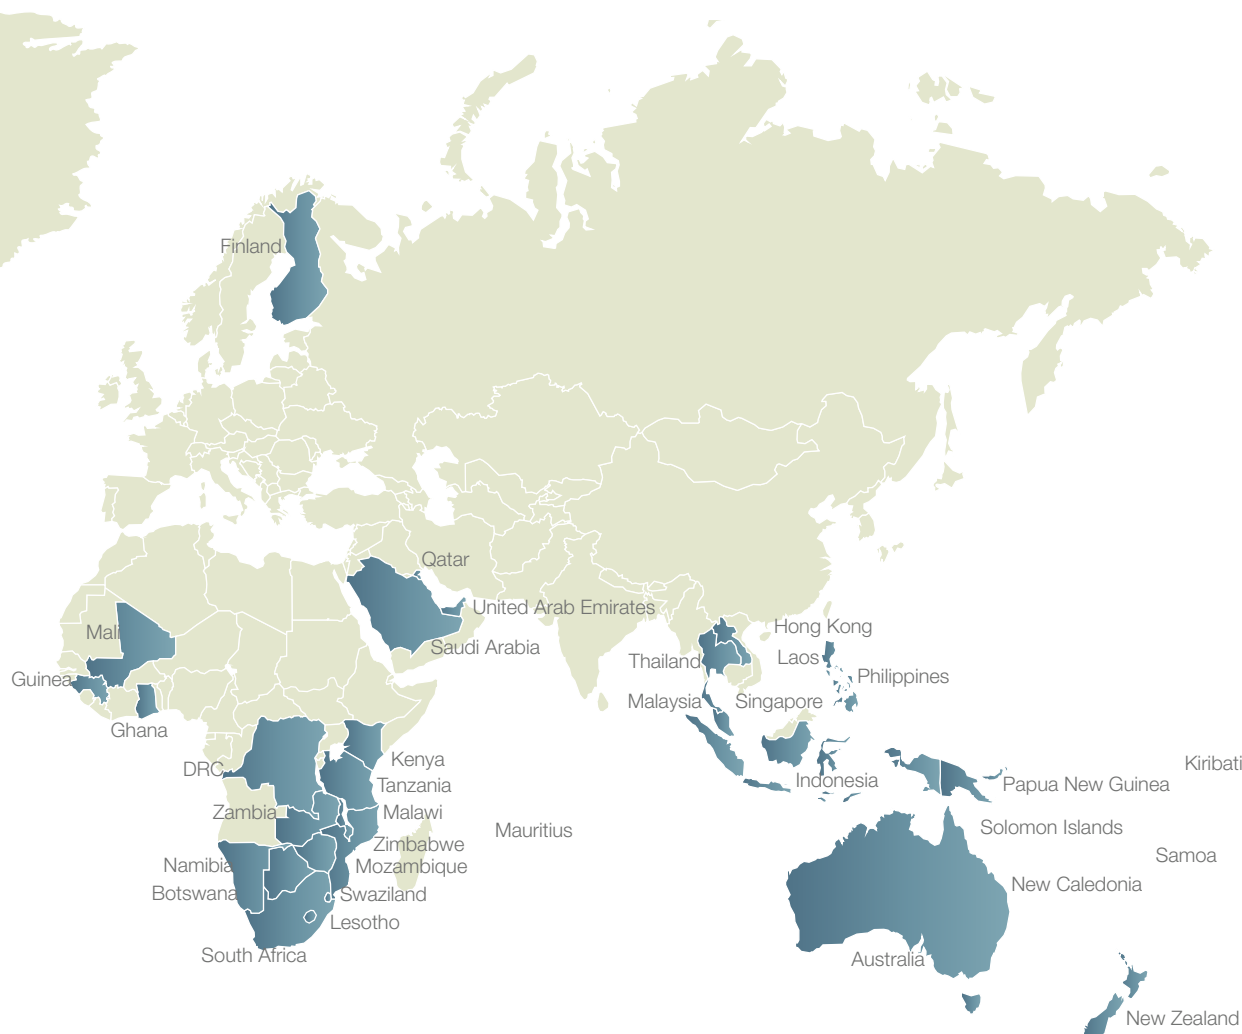 Finland
Qatar
United Arab Emirates
Hong Kong
Mali
Saudi Arabia
Laos
Thailand
Guinea
Philippines
Malaysia
Singapore
Ghana
Kenya
Kiribati
DRC
Indonesia
Papua New Guinea
Tanzania
Zambia
Malawi
Solomon Islands
Mauritius
Zimbabwe
Samoa
Namibia
Mozambique
New Caledonia
Botswana
Swaziland
Lesotho
South Africa
Australia
New Zealand